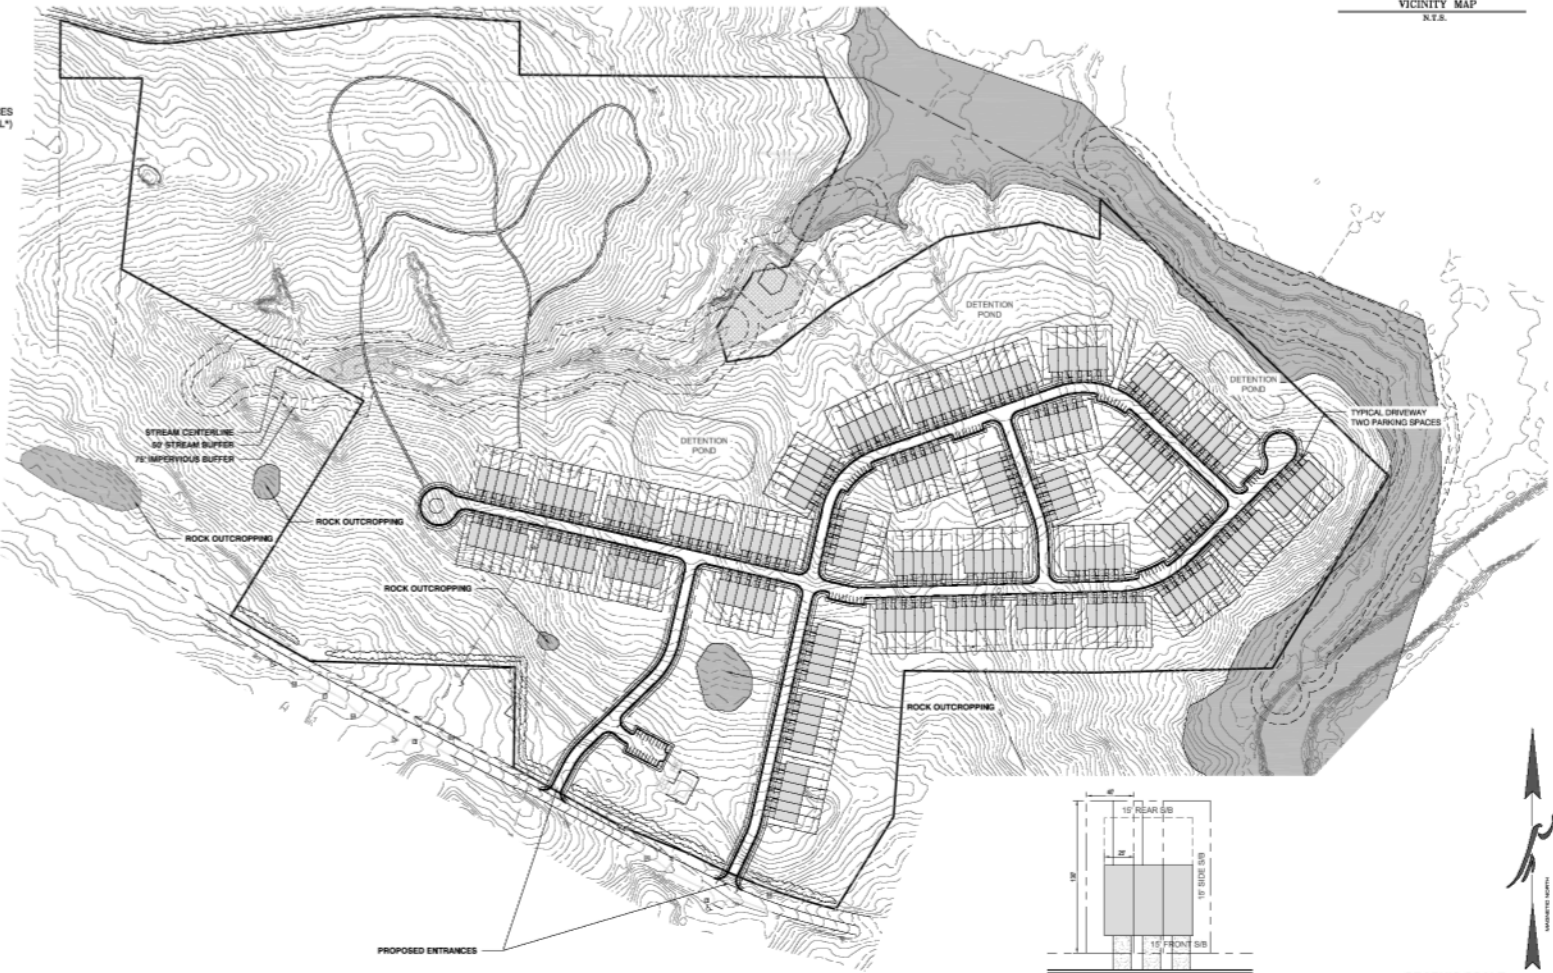 VICINITY MAP
N.T.S.
DETENTION
POND
DETENTION
POND
TYPICAL DRIVEWAY
TWO PARKING SPACES
STREAM CENTERLINE
50' STREAM BUFFER
75' IMPERVIOUS BUFFER
DETENTION
POND
ROCK OUTCROPPING
ROCK OUTCROPPING
ROCK OUTCROPPING
ROCK OUTCROPPING
15' REAR S/B
15' SIDE S/B
15' FRONT S/B
MAGNETIC NORTH
PROPOSED ENTRANCES